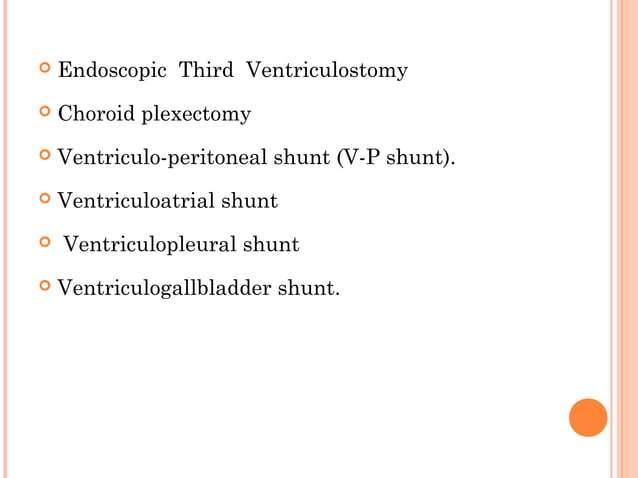 Endoscopic Third Ventriculostomy
Choroid plexectomy
Ventriculo-peritoneal shunt (V-P shunt).
Ventriculoatrial shunt
Ventriculopleural shunt
Ventriculogallbladder shunt.